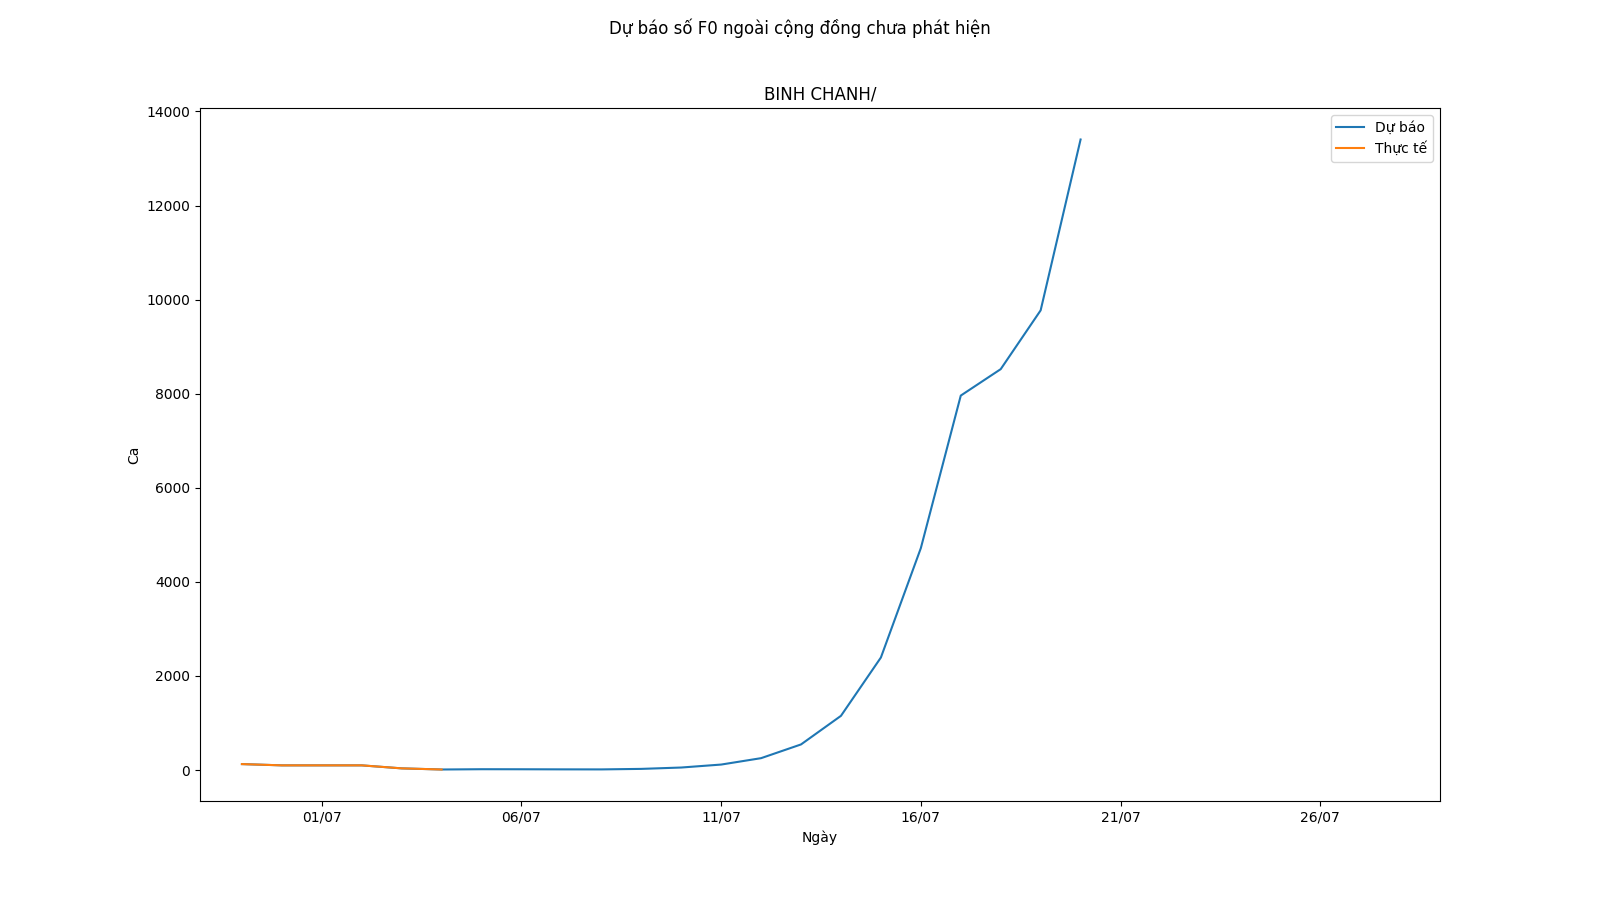 Dự báo số F0 ngoài cộng đồng chưa phát hiện
BINH CHANH/
14000
12000
10000
8000
6000
4000
2000
0
Ca
Dự báo
Thực tế
01/07
06/07
11/07
16/07
21/07
26/07
Ngày